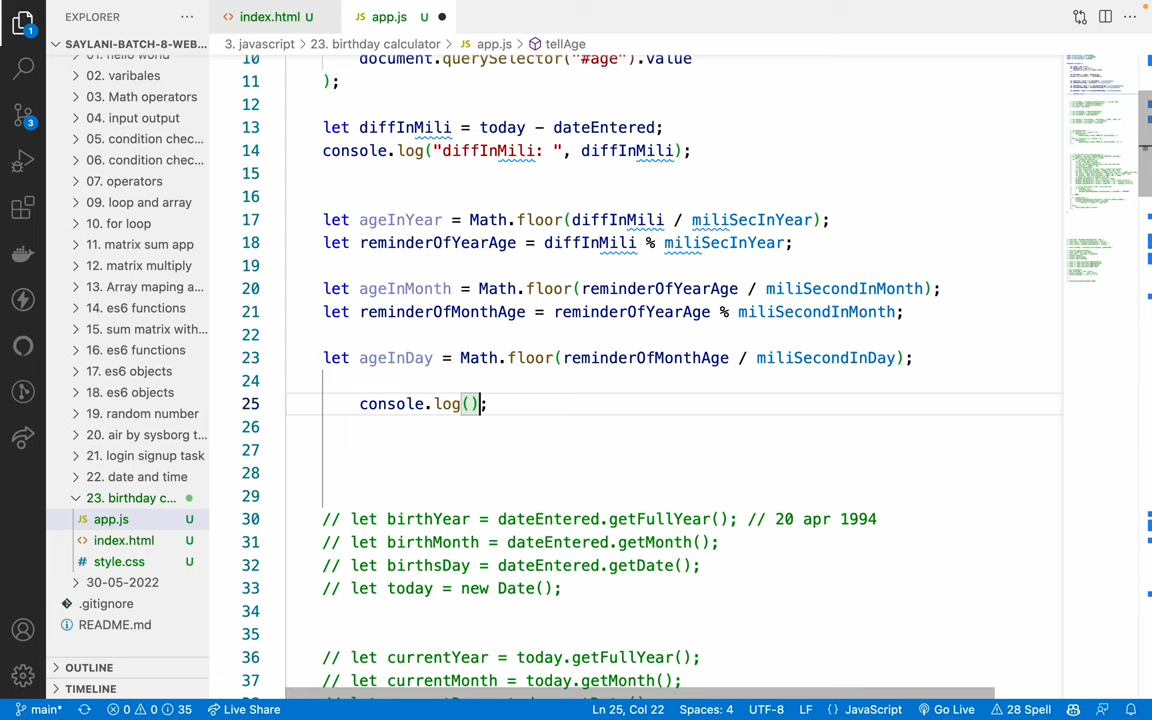 EXPLORER
index.html U
JS app.js U
SAYLANI-BATCH-8-WEB...
3. javascript > 23. birthday calculator > JS app.js > tellAge
01. hello world
02. varibales
03. Math operators
04. input output
05. condition chec...
06. condition chec...
07. operators
09. loop and array
10. for loop
11. matrix sum app
12. matrix multiply
13. Array maping a...
14. es6 functions
15. sum matrix with...
16. es6 functions
17. es6 objects
18. es6 objects
19. random number
20. air by sysborg t...
21. login signup task
22. date and time
23. birthday c...
JS app.js U
index.html U
# style.css U
30-05-2022
.gitignore
README.md
OUTLINE
TIMELINE
1
3
10 document.querySelector("#age").value
11 );
12
13 let diffInMili = today - dateEntered;
14 console.log("diffInMili: ", diffInMili);
15
16
17 let ageInYear = Math.floor(diffInMili / miliSecInYear);
18 let reminderOfYearAge = diffInMili % miliSecInYear;
19
20 let ageInMonth = Math.floor(reminderOfYearAge / miliSecondInMonth);
21 let reminderOfMonthAge = reminderOfYearAge % miliSecondInMonth;
22
23 let ageInDay = Math.floor(reminderOfMonthAge / miliSecondInDay);
24
25 console.log();
26
27
28
29
30 // let birthYear = dateEntered.getFullYear(); // 20 apr 1994
31 // let birthMonth = dateEntered.getMonth();
32 // let birthsDay = dateEntered.getDate();
33 // let today = new Date();
34
35
36 // let currentYear = today.getFullYear();
37 // let currentMonth = today.getMonth();
main* 0 0 35 Live Share Ln 25, Col 22 Spaces: 4 UTF-8 LF {} JavaScript Go Live 28 Spell